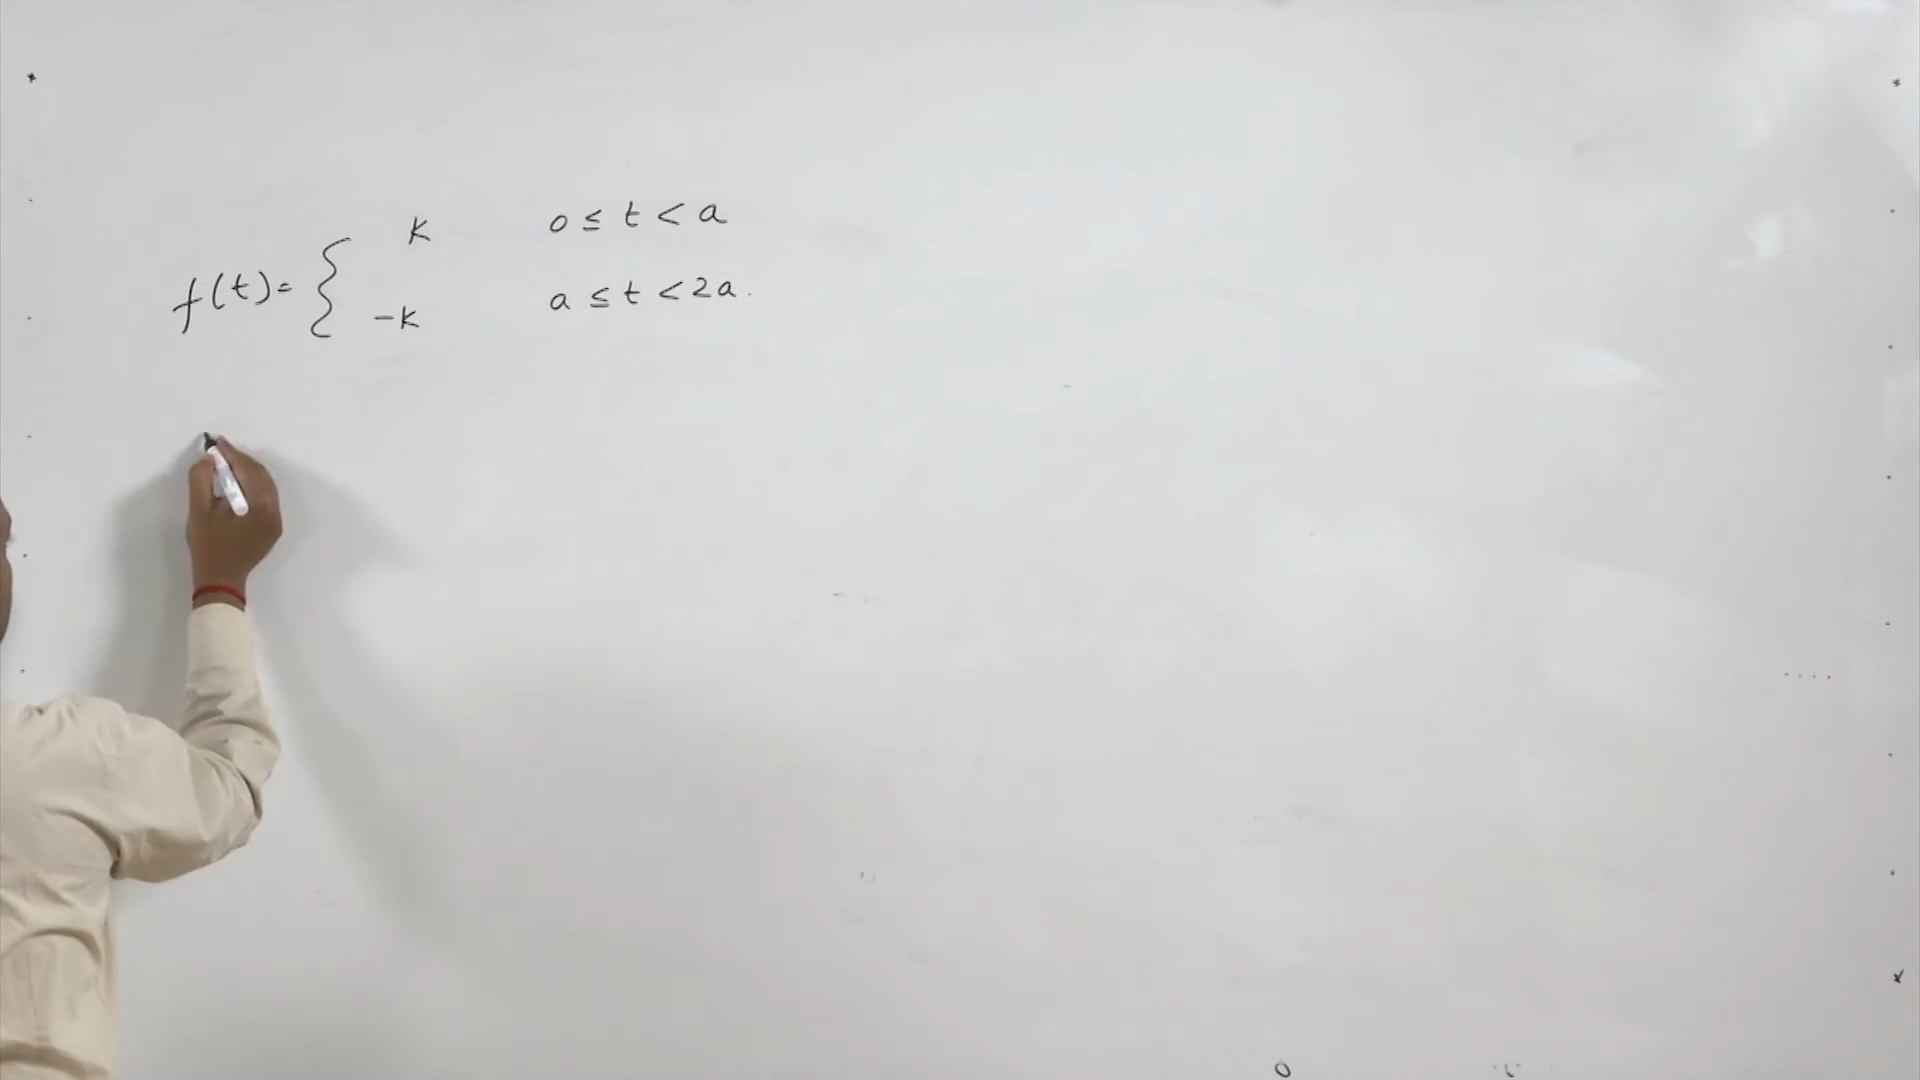 f(t) = { k 0 ≤ t < a
-k a ≤ t < 2a.